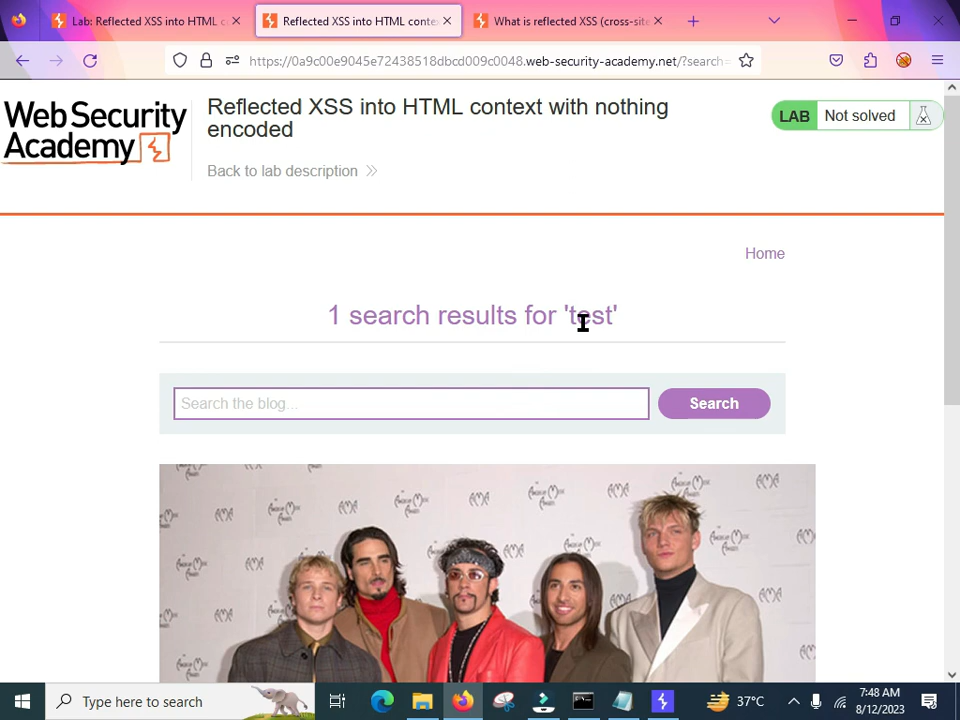 Lab: Reflected XSS into HTML c
Reflected XSS into HTML conte
What is reflected XSS (cross-site
https://0a9c00e9045e72438518dbcd009c0048.web-security-academy.net/?search=
Web Security
Academy
Reflected XSS into HTML context with nothing
encoded
Back to lab description
LAB Not solved
Home
1 search results for 'test'
Search the blog...
Search
Type here to search
37°C
7:48 AM
8/12/2023